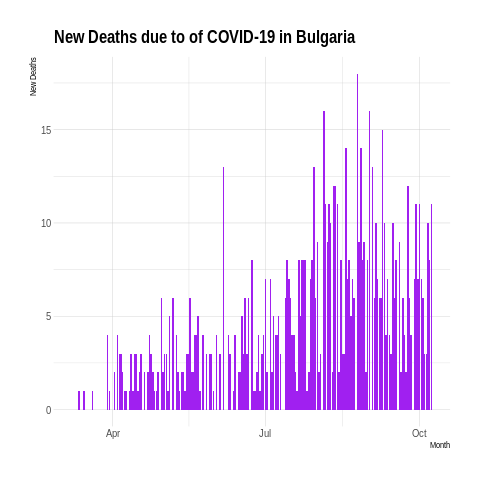 New Deaths due to of COVID-19 in Bulgaria
New Deaths
15
10
5
0
Apr
Jul
Oct
Month